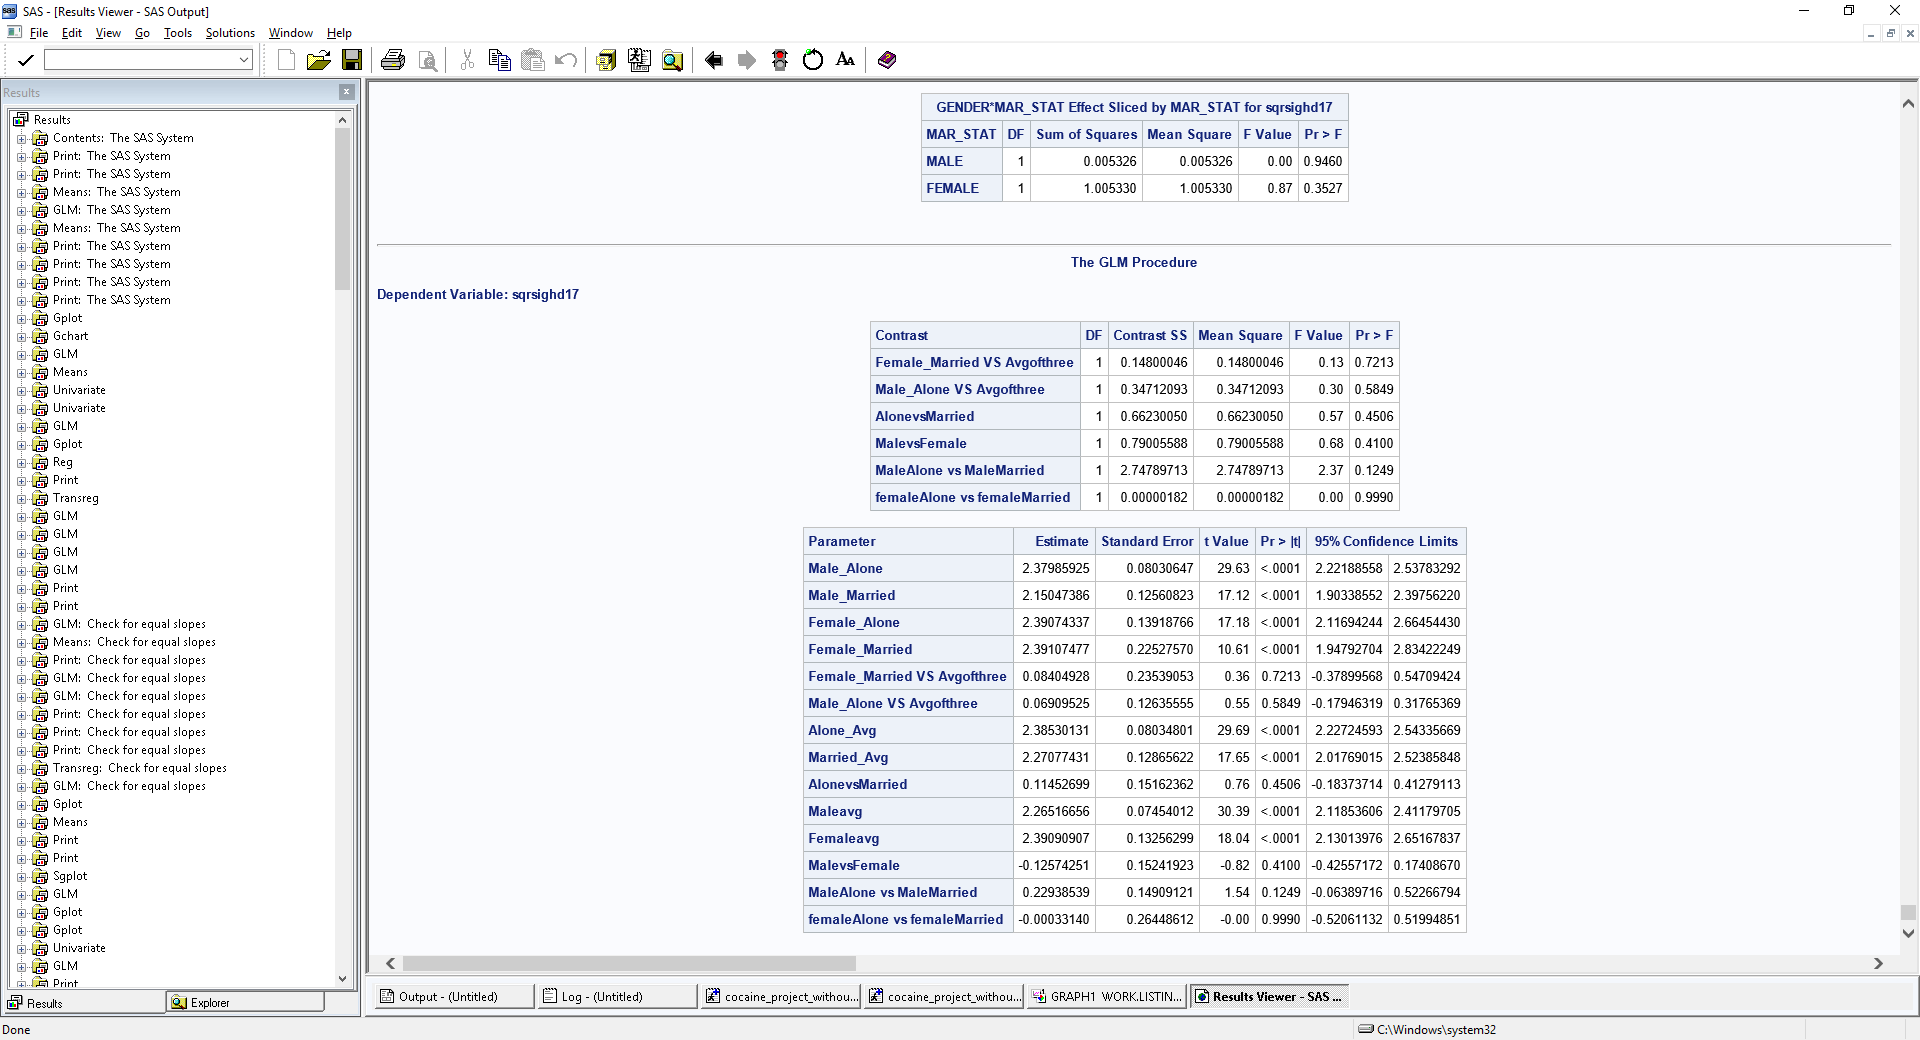 SAS - [Results Viewer - SAS Output]
File Edit View Go Tools Solutions Window Help
Results
Results
Contents: The SAS System
Print: The SAS System
Print: The SAS System
Means: The SAS System
GLM: The SAS System
Means: The SAS System
Print: The SAS System
Print: The SAS System
Print: The SAS System
Print: The SAS System
Gplot
Gchart
GLM
Means
Univariate
Univariate
GLM
Gplot
Reg
Print
Transreg
GLM
GLM
GLM
GLM
Print
Print
GLM: Check for equal slopes
Means: Check for equal slopes
Print: Check for equal slopes
GLM: Check for equal slopes
GLM: Check for equal slopes
Print: Check for equal slopes
Print: Check for equal slopes
Print: Check for equal slopes
Transreg: Check for equal slopes
GLM: Check for equal slopes
Gplot
Means
Print
Print
Sgplot
GLM
Gplot
Gplot
Univariate
GLM
Print
Results Explorer
GENDER*MAR_STAT Effect Sliced by MAR_STAT for sqrsighd17
MAR_STAT DF Sum of Squares Mean Square F Value Pr > F
MALE 1 0.005326 0.005326 0.00 0.9460
FEMALE 1 1.005330 1.005330 0.87 0.3527
The GLM Procedure
Dependent Variable: sqrsighd17
Contrast DF Contrast SS Mean Square F Value Pr > F
Female_Married VS Avgofthree 1 0.14800046 0.14800046 0.13 0.7213
Male_Alone VS Avgofthree 1 0.34712093 0.34712093 0.30 0.5849
AlonevsMarried 1 0.66230050 0.66230050 0.57 0.4506
MalevsFemale 1 0.79005588 0.79005588 0.68 0.4100
MaleAlone vs MaleMarried 1 2.74789713 2.74789713 2.37 0.1249
femaleAlone vs femaleMarried 1 0.00000182 0.00000182 0.00 0.9990
Parameter Estimate Standard Error t Value Pr > |t| 95% Confidence Limits
Male_Alone 2.37985925 0.08030647 29.63 <.0001 2.22188558 2.53783292
Male_Married 2.15047386 0.12560823 17.12 <.0001 1.90338552 2.39756220
Female_Alone 2.39074337 0.13918766 17.18 <.0001 2.11694244 2.66454430
Female_Married 2.39107477 0.22527570 10.61 <.0001 1.94792704 2.83422249
Female_Married VS Avgofthree 0.08404928 0.23539053 0.36 0.7213 -0.37899568 0.54709424
Male_Alone VS Avgofthree 0.06909525 0.12635555 0.55 0.5849 -0.17946319 0.31765369
Alone_Avg 2.38530131 0.08034801 29.69 <.0001 2.22724593 2.54335669
Married_Avg 2.27077431 0.12865622 17.65 <.0001 2.01769015 2.52385848
AlonevsMarried 0.11452699 0.15162362 0.76 0.4506 -0.18373714 0.41279113
Maleavg 2.26516656 0.07454012 30.39 <.0001 2.11853606 2.41179705
Femaleavg 2.39090907 0.13256299 18.04 <.0001 2.13013976 2.65167837
MalevsFemale -0.12574251 0.15241923 -0.82 0.4100 -0.42557172 0.17408670
MaleAlone vs MaleMarried 0.22938539 0.14909121 1.54 0.1249 -0.06389716 0.52266794
femaleAlone vs femaleMarried -0.00033140 0.26448612 -0.00 0.9990 -0.52061132 0.51994851
Output - (Untitled) Log - (Untitled) cocaine_project_withou... cocaine_project_withou... GRAPH1 WORK.LISTIN... Results Viewer - SAS ...
Done C:\Windows\system32